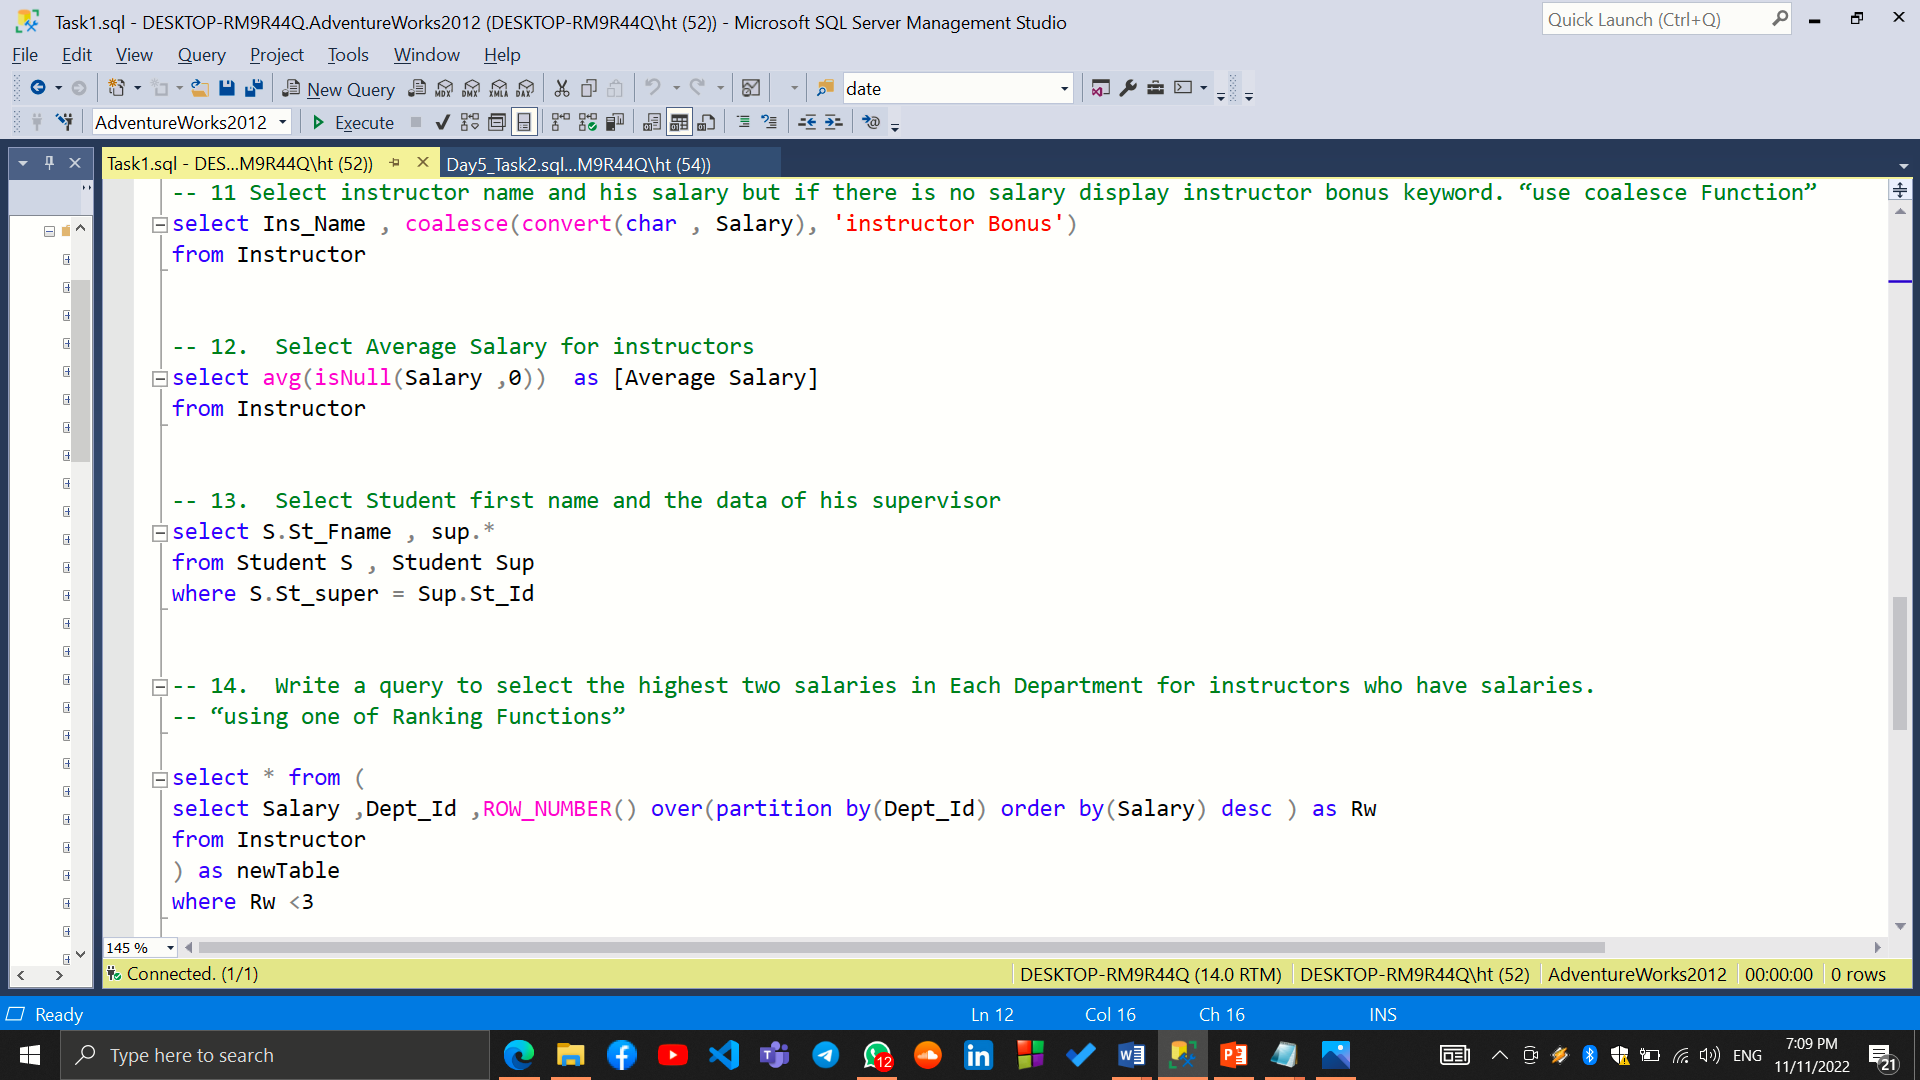 Task1.sql - DESKTOP-RM9R44Q.AdventureWorks2012 (DESKTOP-RM9R44Q\ht (52)) - Microsoft SQL Server Management Studio
Quick Launch (Ctrl+Q)
File Edit View Query Project Tools Window Help
New Query MDX DMX XMLA DAX date
AdventureWorks2012 Execute
Task1.sql - DES...M9R44Q\ht (52)) Day5_Task2.sql...M9R44Q\ht (54))
-- 11 Select instructor name and his salary but if there is no salary display instructor bonus keyword. “use coalesce Function”
select Ins_Name , coalesce(convert(char , Salary), 'instructor Bonus')
from Instructor
-- 12.  Select Average Salary for instructors
select avg(isNull(Salary ,0))  as [Average Salary]
from Instructor
-- 13.  Select Student first name and the data of his supervisor
select S.St_Fname , sup.*
from Student S , Student Sup
where S.St_super = Sup.St_Id
-- 14.  Write a query to select the highest two salaries in Each Department for instructors who have salaries.
-- “using one of Ranking Functions”
select * from (
select Salary ,Dept_Id ,ROW_NUMBER() over(partition by(Dept_Id) order by(Salary) desc ) as Rw
from Instructor
) as newTable
where Rw <3
145 %
Connected. (1/1) DESKTOP-RM9R44Q (14.0 RTM) DESKTOP-RM9R44Q\ht (52) AdventureWorks2012 00:00:00 0 rows
Ready Ln 12 Col 16 Ch 16 INS
Type here to search 12 ENG 7:09 PM 11/11/2022 21